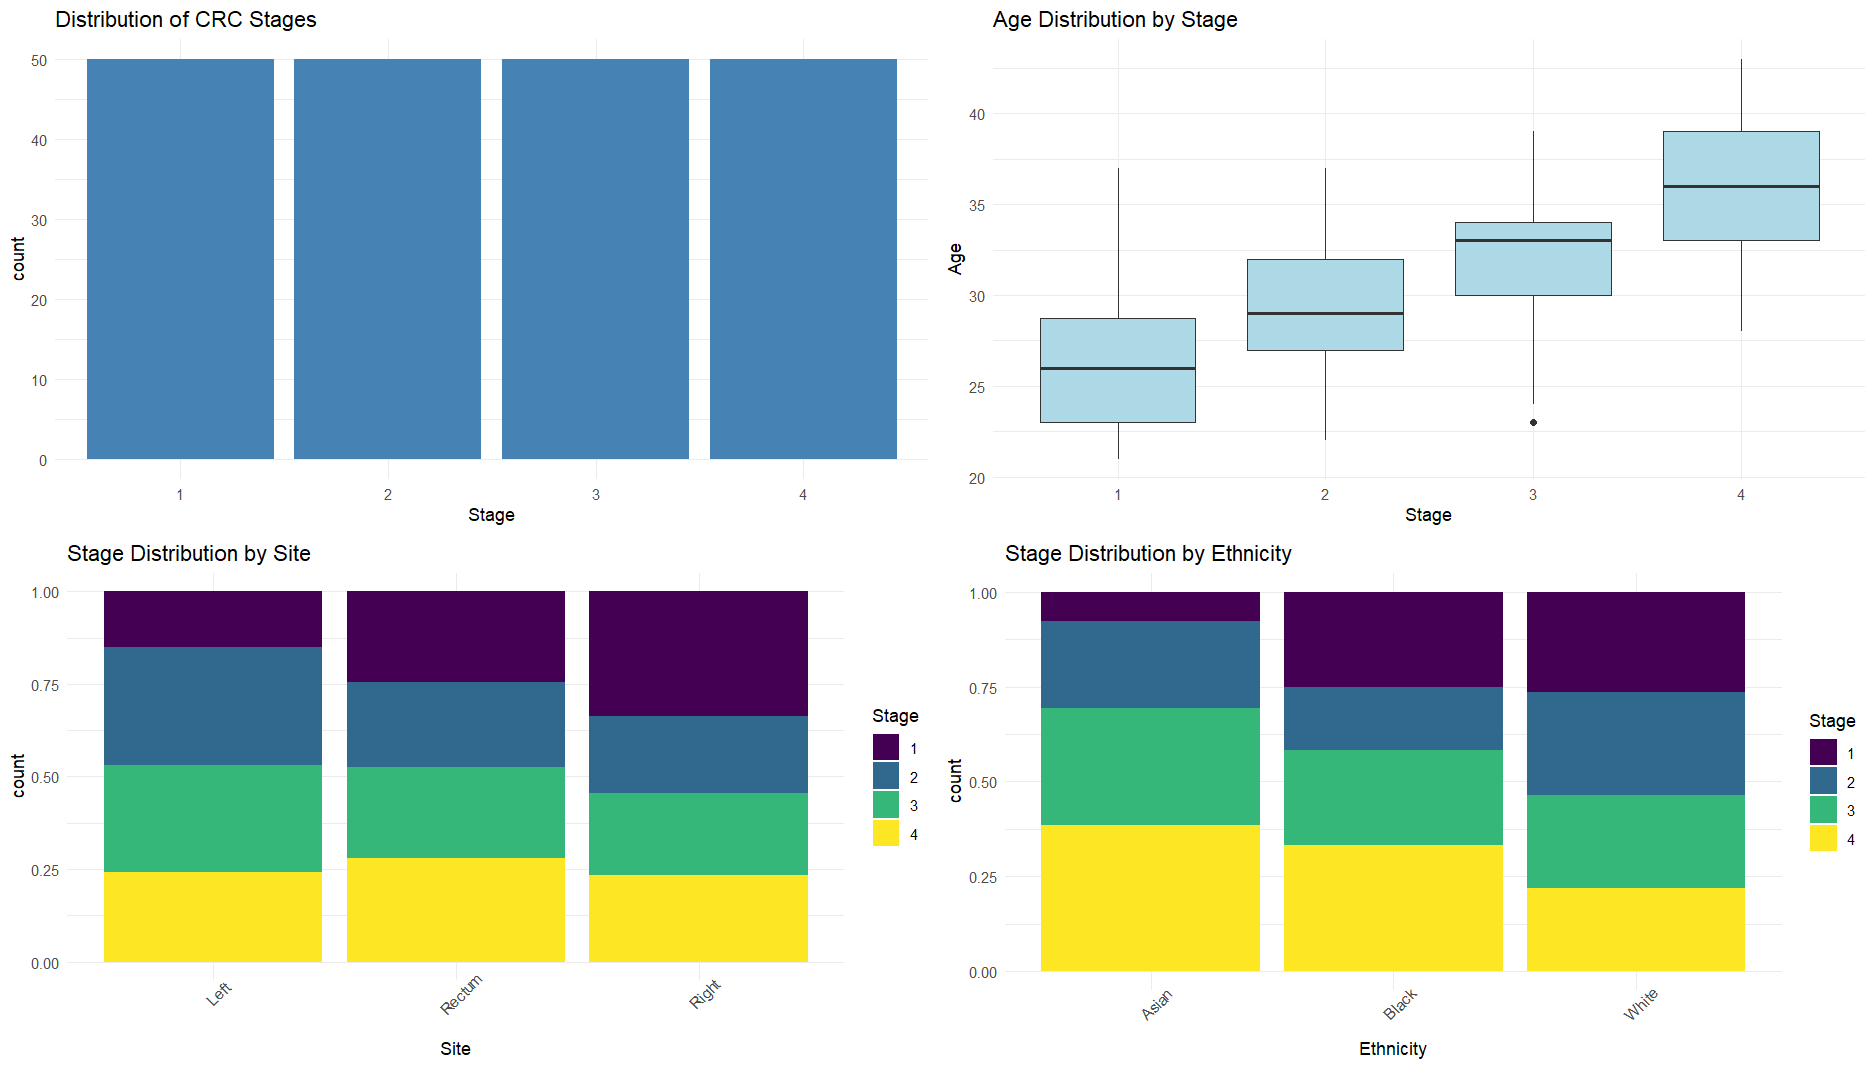 Distribution of CRC Stages
count
50
40
30
20
10
0
1 2 3 4
Stage
Age Distribution by Stage
Age
40
35
30
25
20
1 2 3 4
Stage
Stage Distribution by Site
count
1.00
0.75
0.50
0.25
0.00
Left Rectum Right
Site
Stage
1
2
3
4
Stage Distribution by Ethnicity
count
1.00
0.75
0.50
0.25
0.00
Asian Black White
Ethnicity
Stage
1
2
3
4